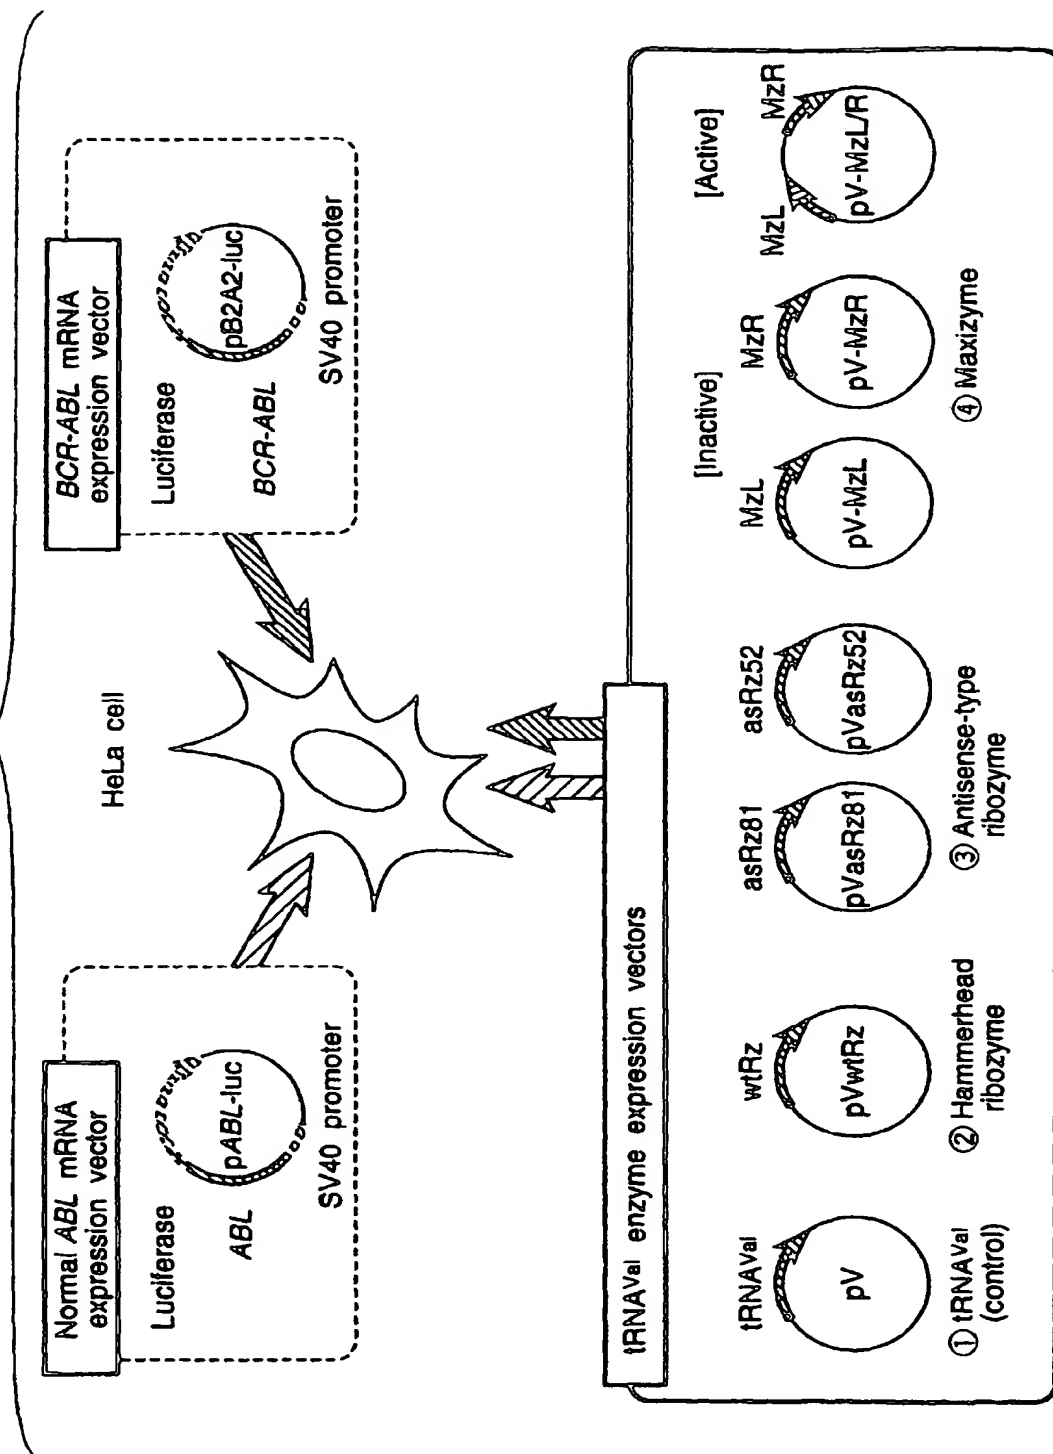 Normal ABL mRNA
expression vector
Luciferase
pABL-luc
ABL
SV40 promoter
HeLa cell
BCR-ABL mRNA
expression vector
Luciferase
pB2A2-luc
BCR-ABL
SV40 promoter
tRNAVal enzyme expression vectors
tRNAVal
pV
① tRNAVal
(control)
wtRz
pVwtRz
② Hammerhead
ribozyme
asRz81
pVasRz81
asRz52
pVasRz52
③ Antisense-type
ribozyme
[Inactive]
MzL
pV-MzL
MzR
pV-MzR
[Active]
MzL
MzR
pV-MzL/R
④ Maxizyme